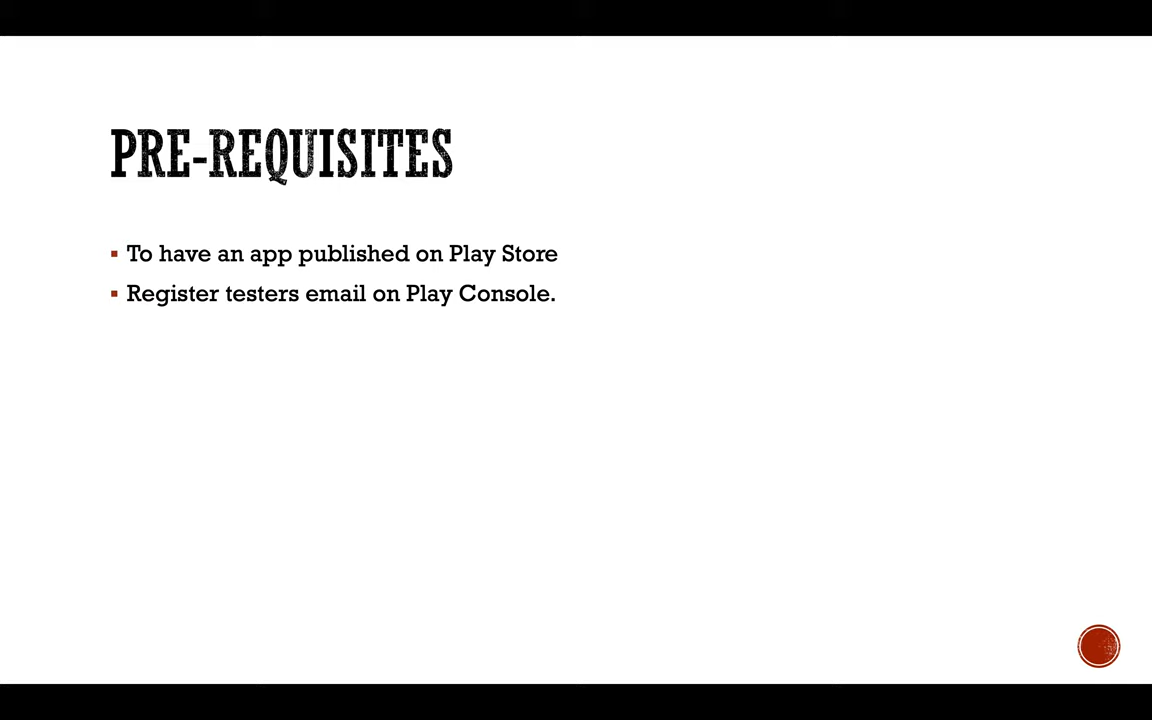 PRE-REQUISITES
To have an app published on Play Store
Register testers email on Play Console.